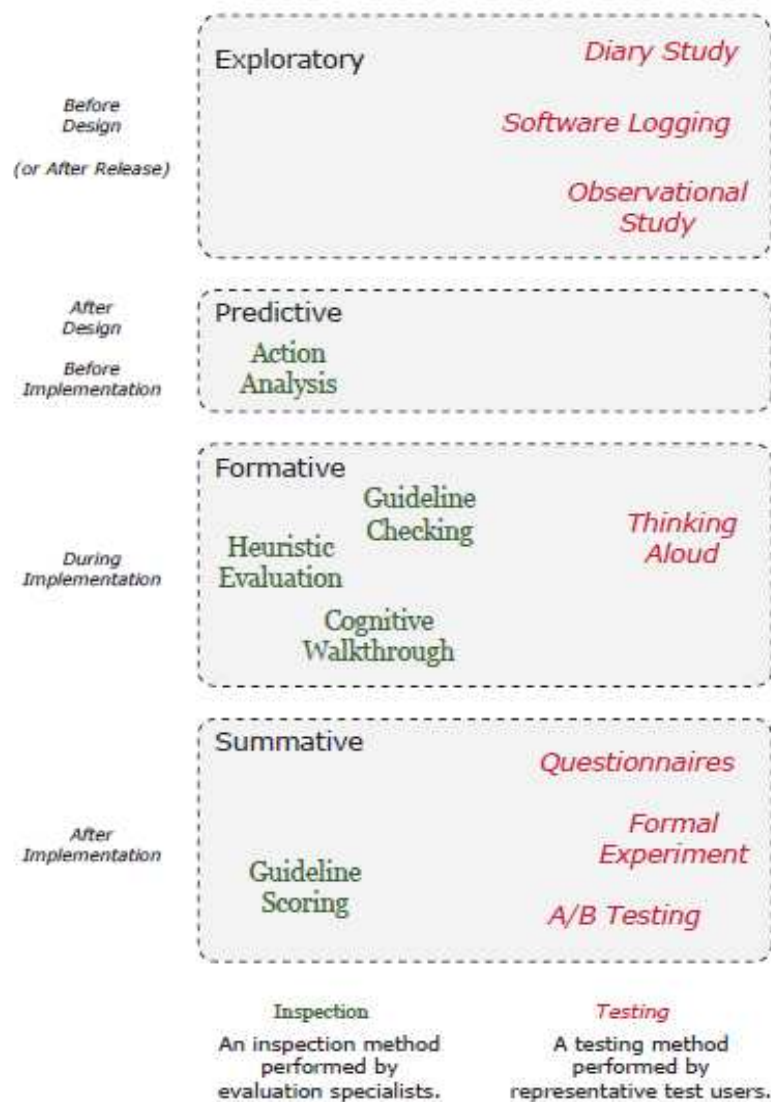 Exploratory
Diary Study
Before
Design
Software Logging
(or After Release)
Observational
Study
After
Design
Predictive
Before
Implementation
Action
Analysis
Formative
Guideline
Checking
Thinking
Aloud
During
Implementation
Heuristic
Evaluation
Cognitive
Walkthrough
Summative
Questionnaires
After
Implementation
Formal
Experiment
Guideline
Scoring
A/B Testing
Inspection
An inspection method
performed by
evaluation specialists.
Testing
A testing method
performed by
representative test users.